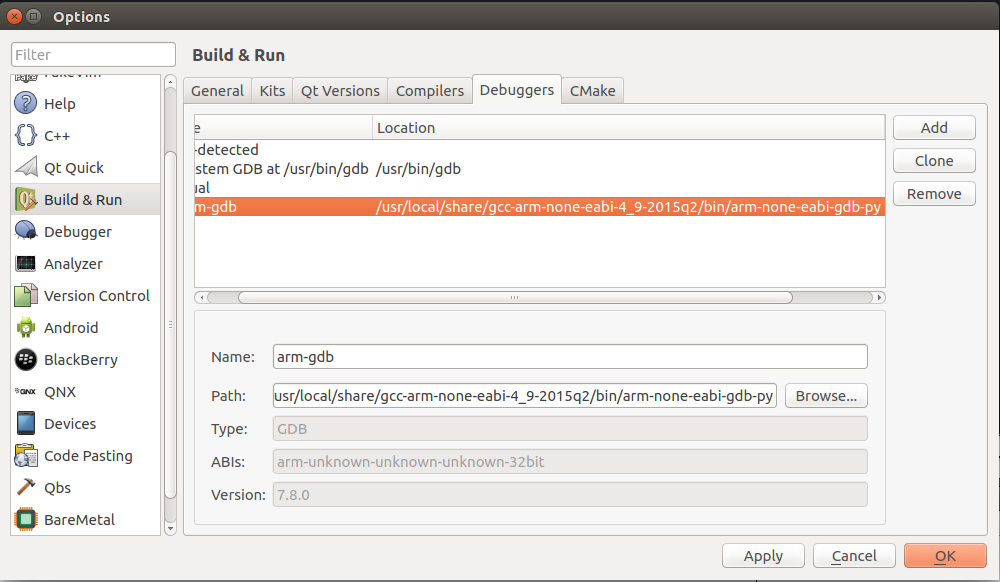 Options
Filter
Build & Run
FakeVim
Help
C++
Qt Quick
Build & Run
Debugger
Analyzer
Version Control
Android
BlackBerry
QNX
Devices
Code Pasting
Qbs
BareMetal
General Kits Qt Versions Compilers Debuggers CMake
e Location
-detected
stem GDB at /usr/bin/gdb /usr/bin/gdb
ual
m-gdb /usr/local/share/gcc-arm-none-eabi-4_9-2015q2/bin/arm-none-eabi-gdb-py
Add
Clone
Remove
Name: arm-gdb
Path: usr/local/share/gcc-arm-none-eabi-4_9-2015q2/bin/arm-none-eabi-gdb-py Browse...
Type: GDB
ABIs: arm-unknown-unknown-unknown-32bit
Version: 7.8.0
Apply Cancel OK